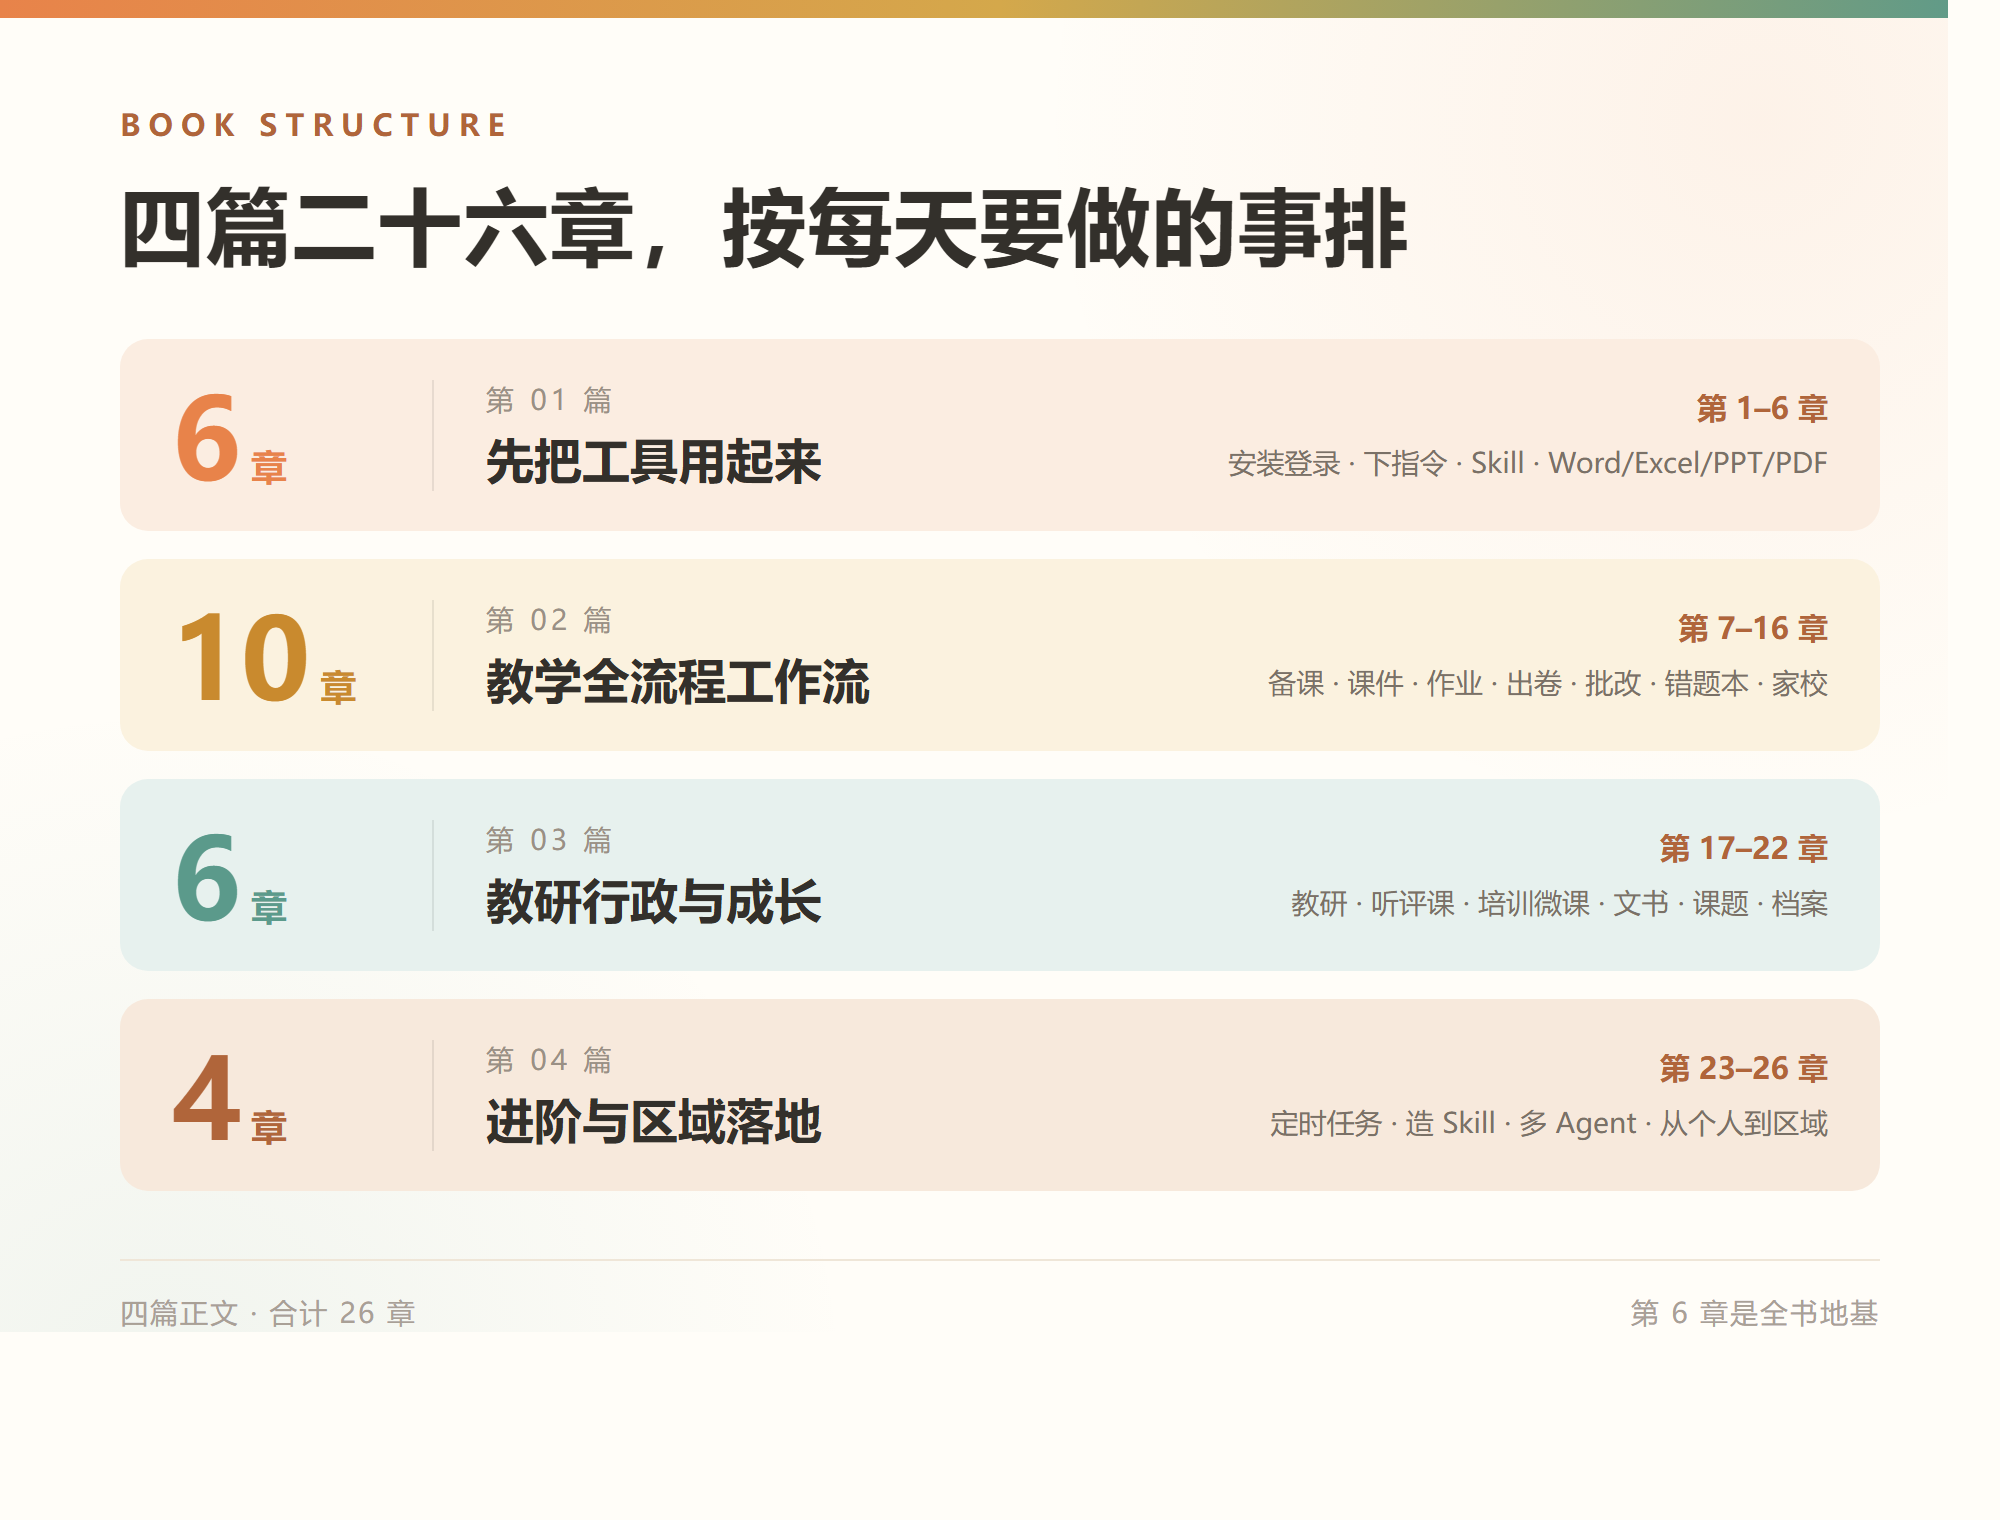 BOOK STRUCTURE
四篇二十六章，按每天要做的事排
6 章
第 01 篇
先把工具用起来
第 1–6 章
安装登录 · 下指令 · Skill · Word/Excel/PPT/PDF
10 章
第 02 篇
教学全流程工作流
第 7–16 章
备课 · 课件 · 作业 · 出卷 · 批改 · 错题本 · 家校
6 章
第 03 篇
教研行政与成长
第 17–22 章
教研 · 听评课 · 培训微课 · 文书 · 课题 · 档案
4 章
第 04 篇
进阶与区域落地
第 23–26 章
定时任务 · 造 Skill · 多 Agent · 从个人到区域
四篇正文 · 合计 26 章
第 6 章是全书地基